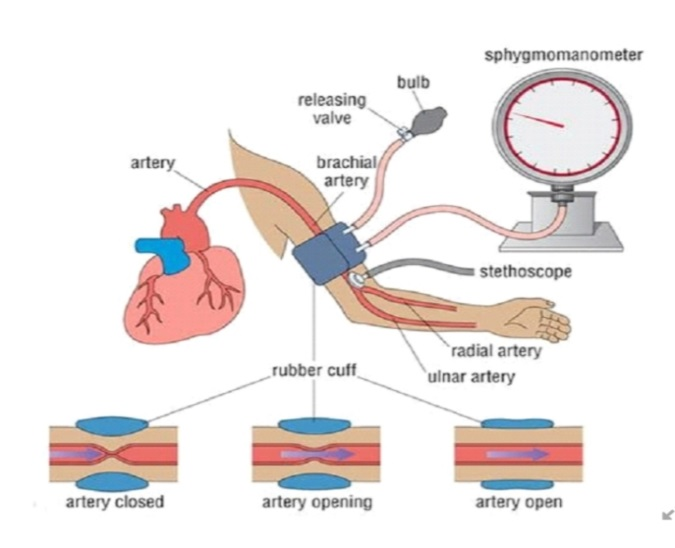 sphygmomanometer
bulb
releasing
valve
artery
brachial
artery
stethoscope
radial artery
rubber cuff
ulnar artery
artery closed
artery opening
artery open